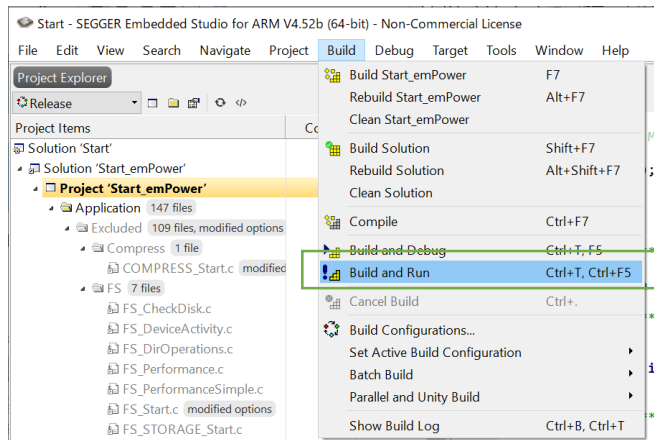 Start - SEGGER Embedded Studio for ARM V4.52b (64-bit) - Non-Commercial License
File Edit View Search Navigate Project Build Debug Target Tools Window Help
Project Explorer
Release
Project Items
Solution 'Start'
Solution 'Start_emPower'
Project 'Start_emPower'
Application 147 files
Excluded 109 files, modified options
Compress 1 file
COMPRESS_Start.c modified
FS 7 files
FS_CheckDisk.c
FS_DeviceActivity.c
FS_DirOperations.c
FS_Performance.c
FS_PerformanceSimple.c
FS_Start.c modified options
FS_STORAGE_Start.c
Build Start_emPower F7
Rebuild Start_emPower Alt+F7
Clean Start_emPower
Build Solution Shift+F7
Rebuild Solution Alt+Shift+F7
Clean Solution
Compile Ctrl+F7
Build and Debug Ctrl+T, F5
Build and Run Ctrl+T, Ctrl+F5
Cancel Build Ctrl+.
Build Configurations...
Set Active Build Configuration
Batch Build
Parallel and Unity Build
Show Build Log Ctrl+B, Ctrl+T